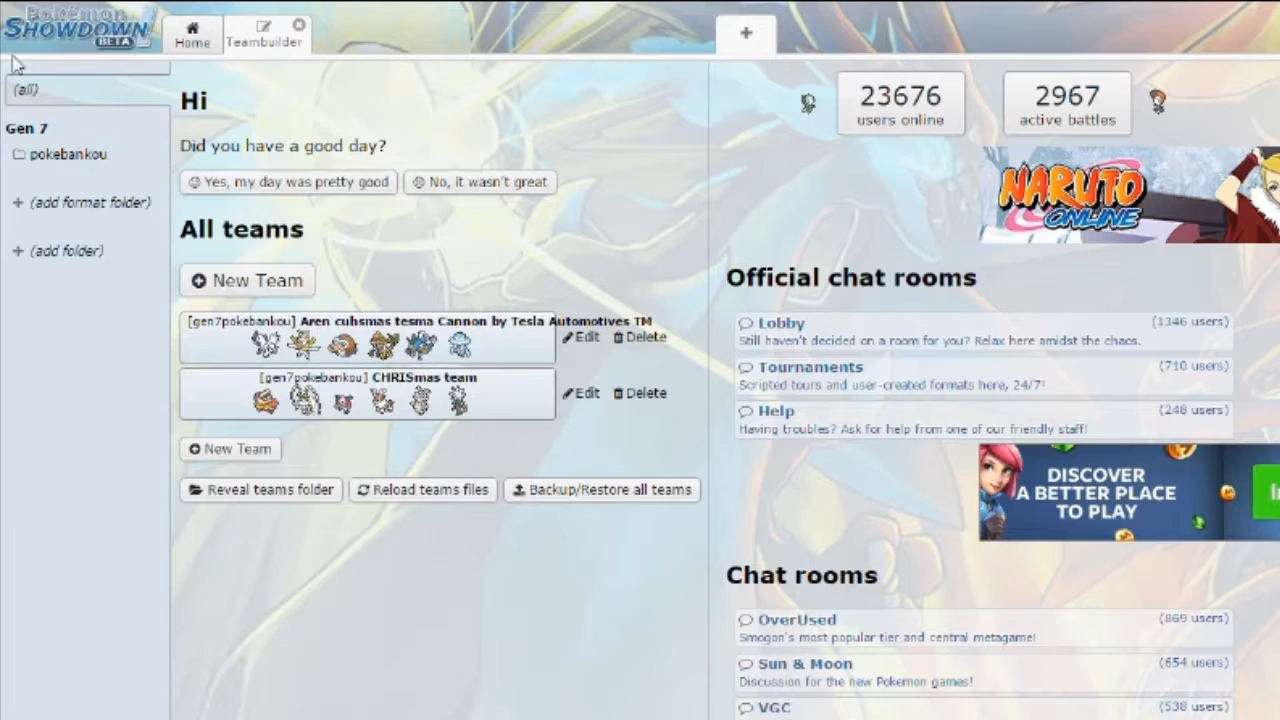 Pokémon
SHOWDOWN
BETA
Home
Teambuilder
+
(all)
Gen 7
pokebankou
+ (add format folder)
+ (add folder)
Hi
Did you have a good day?
Yes, my day was pretty good
No, it wasn't great
All teams
New Team
[gen7pokebankou] Aren cuhsmas tesma Cannon by Tesla Automotives TM
Edit Delete
[gen7pokebankou] CHRISmas team
Edit Delete
New Team
Reveal teams folder
Reload teams files
Backup/Restore all teams
23676
users online
2967
active battles
NARUTO
ONLINE
Official chat rooms
Lobby (1346 users)
Still haven't decided on a room for you? Relax here amidst the chaos.
Tournaments (710 users)
Scripted tours and user-created formats here, 24/7!
Help (248 users)
Having troubles? Ask for help from one of our friendly staff!
DISCOVER
A BETTER PLACE
TO PLAY
Chat rooms
OverUsed (869 users)
Smogon's most popular tier and central metagame!
Sun & Moon (654 users)
Discussion for the new Pokemon games!
VGC (538 users)